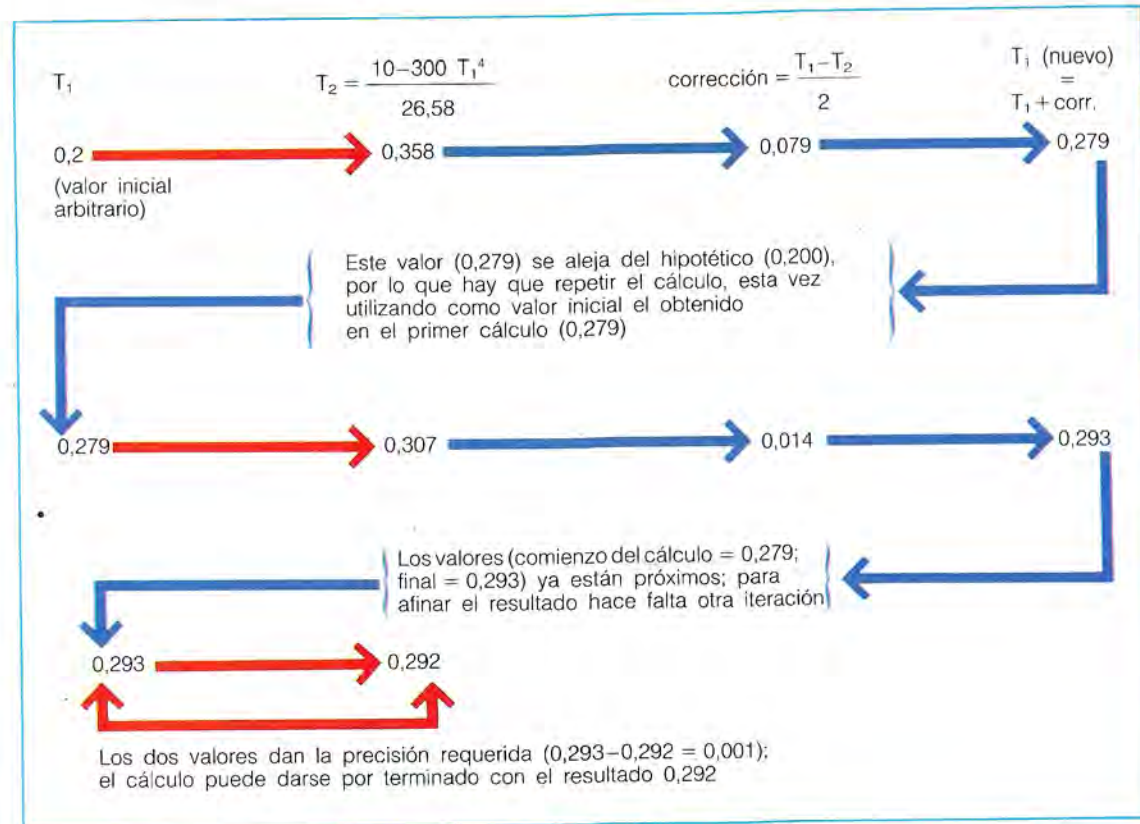 T₁
T₂ = 10–300 T₁⁴ / 26,58
corrección = T₁–T₂ / 2
T₁ (nuevo)
=
T₁ + corr.
0,2
0,358
0,079
0,279
(valor inicial
arbitrario)
Este valor (0,279) se aleja del hipotético (0,200),
por lo que hay que repetir el cálculo, esta vez
utilizando como valor inicial el obtenido
en el primer cálculo (0,279)
0,279
0,307
0,014
0,293
Los valores (comienzo del cálculo = 0,279;
final = 0,293) ya están próximos; para
afinar el resultado hace falta otra iteración
0,293
0,292
Los dos valores dan la precisión requerida (0,293–0,292 = 0,001);
el cálculo puede darse por terminado con el resultado 0,292